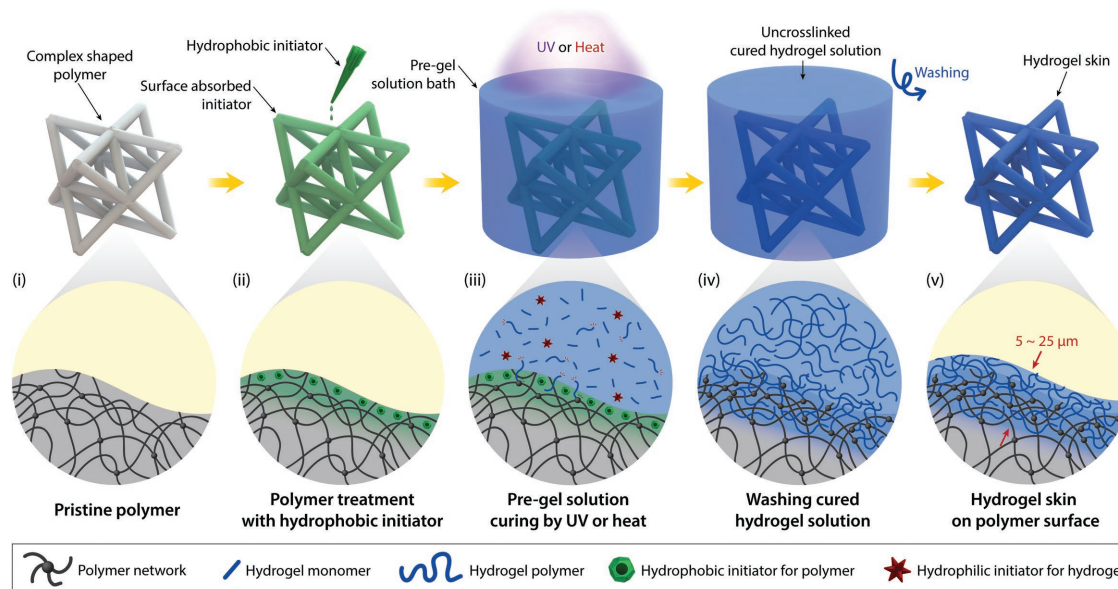 Complex shaped
polymer
Hydrophobic initiator
Surface absorbed
initiator
Pre-gel
solution bath
UV or Heat
Uncrosslinked
cured hydrogel solution
Washing
Hydrogel skin
(i)
(ii)
(iii)
(iv)
(v)
5 ~ 25 μm
Pristine polymer
Polymer treatment
with hydrophobic initiator
Pre-gel solution
curing by UV or heat
Washing cured
hydrogel solution
Hydrogel skin
on polymer surface
Polymer network
Hydrogel monomer
Hydrogel polymer
Hydrophobic initiator for polymer
Hydrophilic initiator for hydrogel